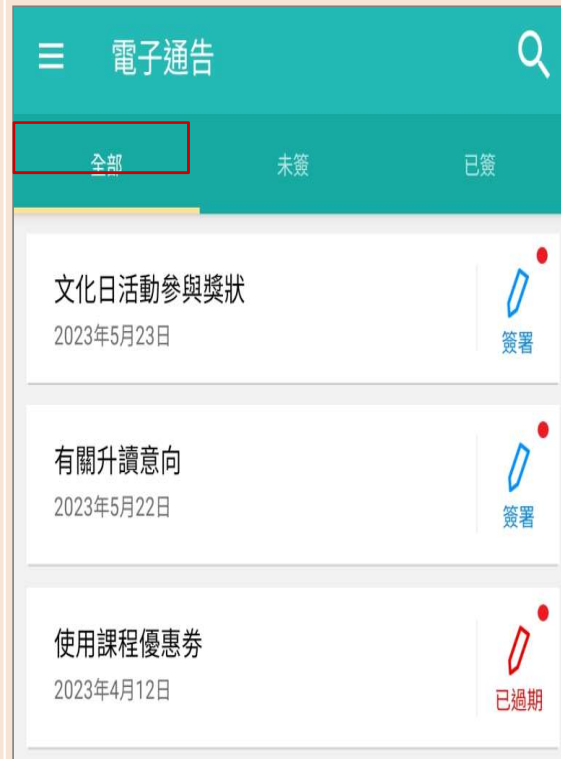 電子通告
全部 未簽 已簽
文化日活動參與獎狀
2023年5月23日
簽署
有關升讀意向
2023年5月22日
簽署
使用課程優惠券
2023年4月12日
已過期